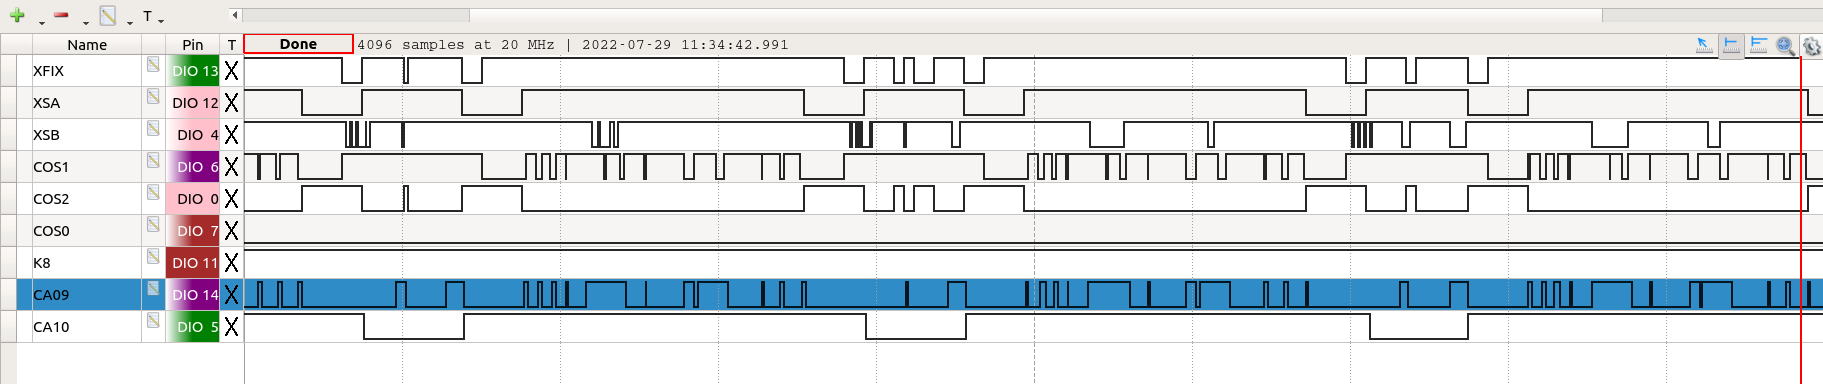 T
Name Pin T Done 4096 samples at 20 MHz | 2022-07-29 11:34:42.991
XFIX DIO 13 X
XSA DIO 12 X
XSB DIO 4 X
COS1 DIO 6 X
COS2 DIO 0 X
COS0 DIO 7 X
K8 DIO 11 X
CA09 DIO 14 X
CA10 DIO 5 X